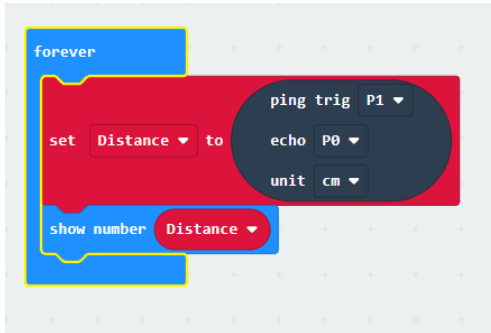 forever
ping trig P1
set Distance to echo P0
unit cm
show number Distance